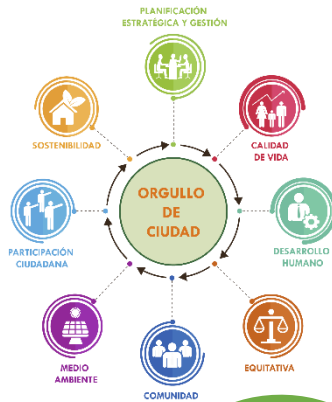 PLANIFICACIÓN
ESTRATÉGICA Y GESTIÓN
SOSTENIBILIDAD
CALIDAD
DE VIDA
ORGULLO
DE
CIUDAD
PARTICIPACIÓN
CIUDADANA
DESARROLLO
HUMANO
MEDIO
AMBIENTE
EQUITATIVA
COMUNIDAD